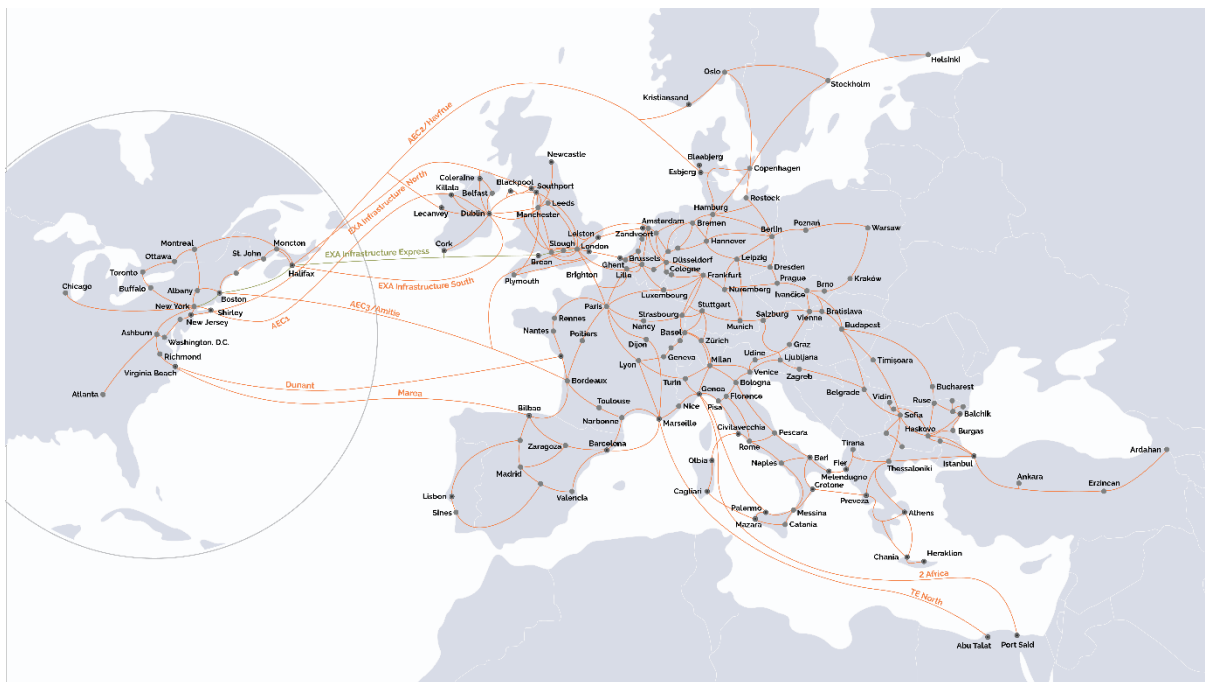 Helsinki
Oslo
Stockholm
Kristiansand
AEC2/Havfrue
Newcastle
Blaabjerg
Esbjerg
Copenhagen
Coleraine
Killala
Belfast
Blackpool
Southport
Leeds
Rostock
EXA Infrastructure North
Lecanvey
Dublin
Manchester
Hamburg
Amsterdam
Bremen
Poznań
Warsaw
Berlin
Leiston
Zandvoort
Hannover
Montreal
Moncton
St. John
Ottawa
Cork
Slough
London
EXA Infrastructure Express
Brean
Brussels
Düsseldorf
Leipzig
Dresden
Toronto
Halifax
Ghent
Cologne
Frankfurt
Prague
Kraków
Chicago
Buffalo
Albany
Boston
EXA Infrastructure South
Plymouth
Brighton
Lille
Nuremberg
Ivančice
Brno
Luxembourg
New York
Shirley
AEC3/Amitie
Paris
Stuttgart
Salzburg
Bratislava
New Jersey
AEC1
Rennes
Strasbourg
Munich
Vienne
Budapest
Ashburn
Washington, D.C.
Nantes
Poitiers
Nancy
Basel
Zürich
Graz
Dijon
Richmond
Geneva
Milan
Udine
Ljubljana
Timișoara
Lyon
Venice
Zagreb
Virginia Beach
Dunant
Bordeaux
Turin
Bologna
Belgrade
Bucharest
Atlanta
Marea
Genoa
Florence
Vidin
Ruse
Toulouse
Nice
Pisa
Balchik
Bilbao
Narbonne
Marseille
Civitavecchia
Pescara
Sofia
Haskovo
Burgas
Zaragoza
Barcelona
Rome
Tirana
Ardahan
Olbia
Naples
Bari
Fier
Thessaloniki
Istanbul
Madrid
Melendugno
Ankara
Erzincan
Lisbon
Valencia
Cagliari
Crotone
Preveza
Sines
Palermo
Messina
Athens
Mazara
Catania
Chania
Heraklion
2 Africa
TE North
Abu Talat
Port Said